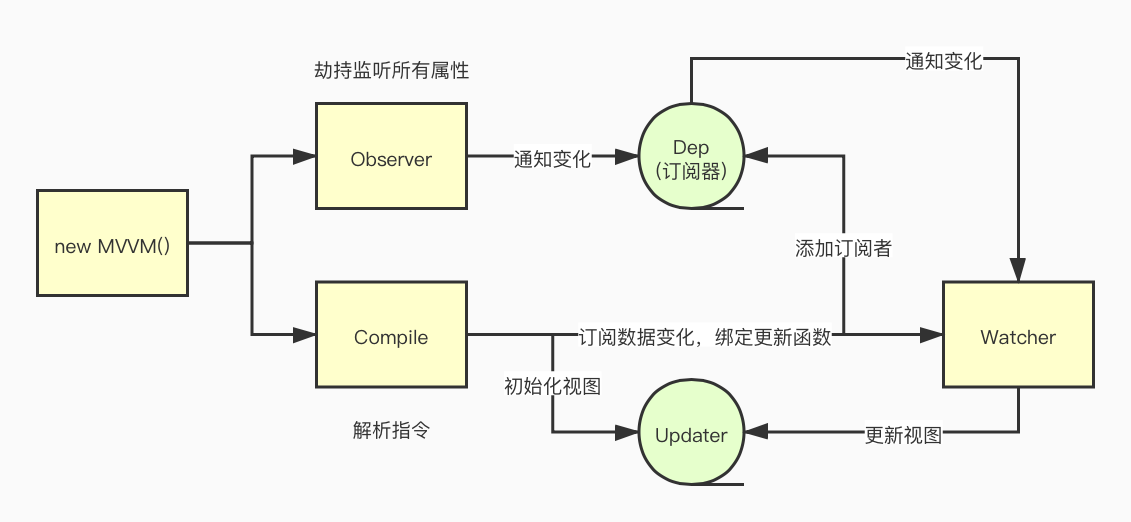 通知变化
劫持监听所有属性
Observer
通知变化
Dep
(订阅器)
new MVVM()
添加订阅者
Compile
订阅数据变化，绑定更新函数
Watcher
初始化视图
解析指令
Updater
更新视图